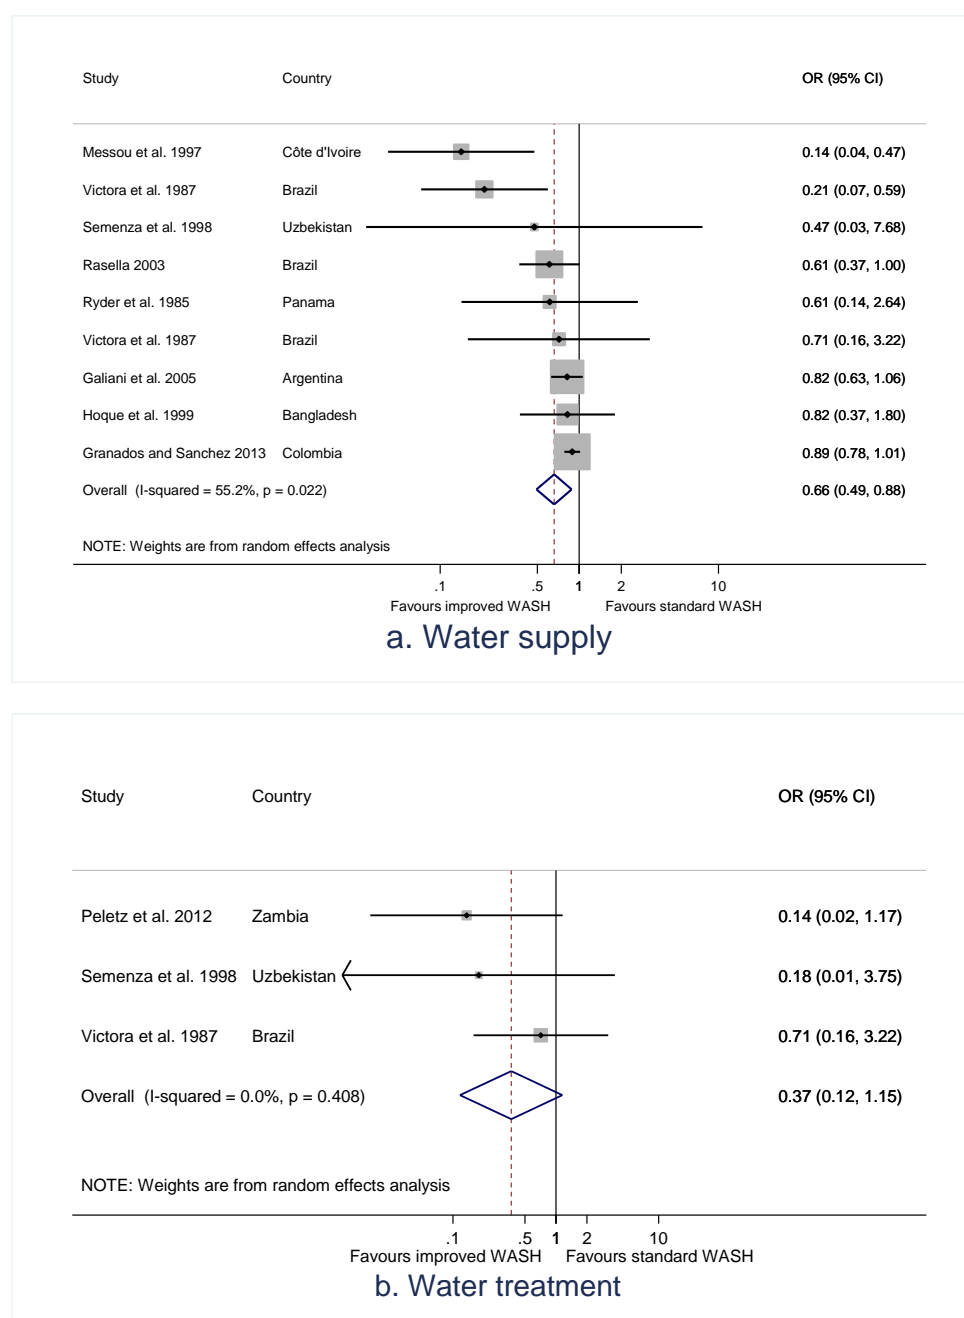 Study Country OR (95% CI)
Messou et al. 1997 Côte d'Ivoire 0.14 (0.04, 0.47)
Victora et al. 1987 Brazil 0.21 (0.07, 0.59)
Semenza et al. 1998 Uzbekistan 0.47 (0.03, 7.68)
Rasella 2003 Brazil 0.61 (0.37, 1.00)
Ryder et al. 1985 Panama 0.61 (0.14, 2.64)
Victora et al. 1987 Brazil 0.71 (0.16, 3.22)
Galiani et al. 2005 Argentina 0.82 (0.63, 1.06)
Hoque et al. 1999 Bangladesh 0.82 (0.37, 1.80)
Granados and Sanchez 2013 Colombia 0.89 (0.78, 1.01)
Overall (I-squared = 55.2%, p = 0.022) 0.66 (0.49, 0.88)
NOTE: Weights are from random effects analysis
.1 .5 1 2 10
Favours improved WASH Favours standard WASH
a. Water supply
Study Country OR (95% CI)
Peletz et al. 2012 Zambia 0.14 (0.02, 1.17)
Semenza et al. 1998 Uzbekistan 0.18 (0.01, 3.75)
Victora et al. 1987 Brazil 0.71 (0.16, 3.22)
Overall (I-squared = 0.0%, p = 0.408) 0.37 (0.12, 1.15)
NOTE: Weights are from random effects analysis
.1 .5 1 2 10
Favours improved WASH Favours standard WASH
b. Water treatment